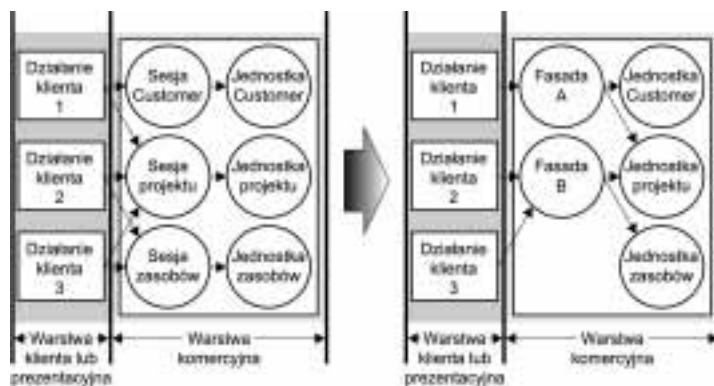 Działanie
klienta
1
Sesja
Customer
Jednostka
Customer
Działanie
klienta
2
Sesja
projektu
Jednostka
projektu
Działanie
klienta
3
Sesja
zasobów
Jednostka
zasobów
Warstwa
klienta lub
prezentacyjna
Warstwa
komercyjna
Działanie
klienta
1
Fasada
A
Jednostka
Customer
Działanie
klienta
2
Fasada
B
Jednostka
projektu
Działanie
klienta
3
Jednostka
zasobów
Warstwa
klienta lub
prezentacyjna
Warstwa
komercyjna